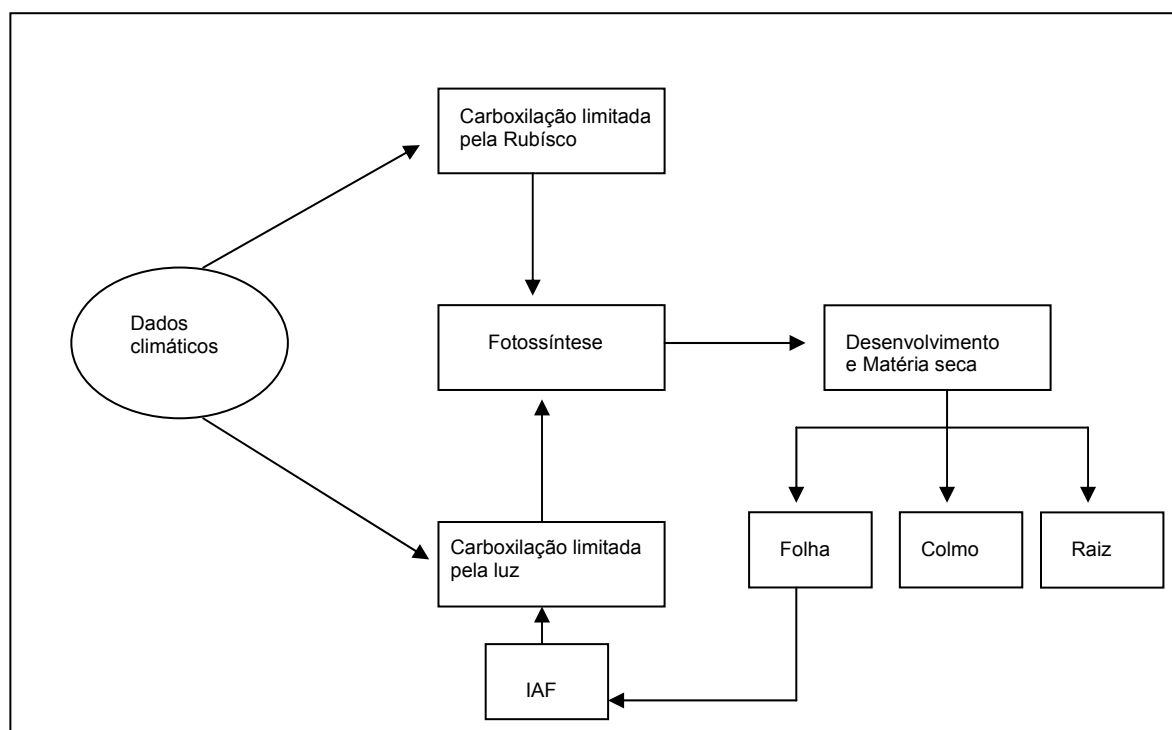 Carboxilação limitada
pela Rubísco
Dados
climáticos
Fotossíntese
Desenvolvimento
e Matéria seca
Carboxilação limitada
pela luz
Folha
Colmo
Raiz
IAF